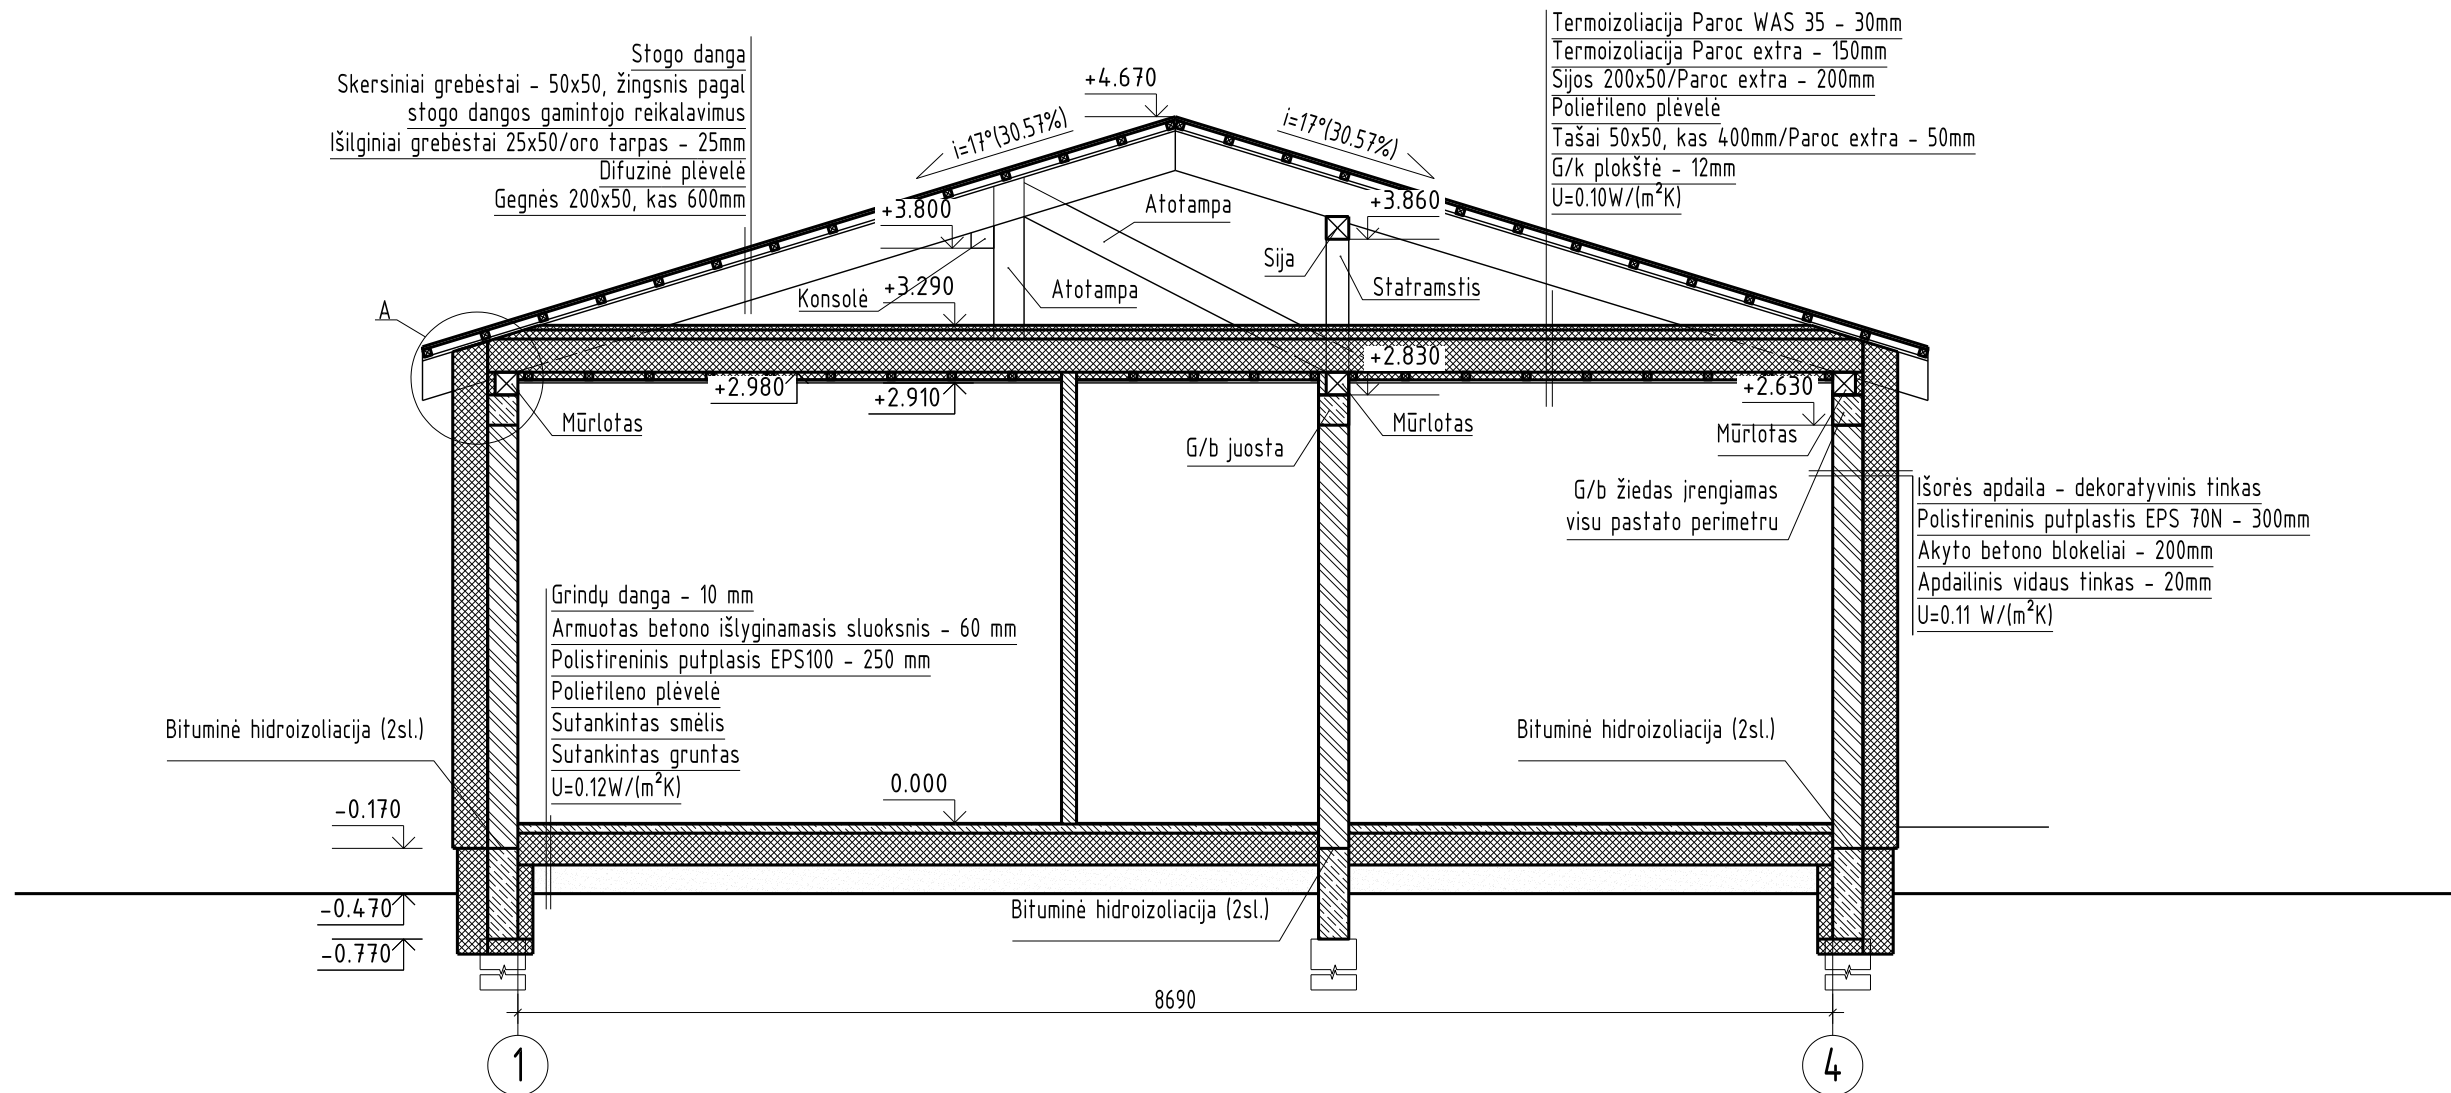 Stogo danga
Skersiniai grebėstai - 50x50, žingsnis pagal
stogo dangos gamintojo reikalavimus
Išilginiai grebėstai 25x50/oro tarpas - 25mm
Difuzinė plėvelė
Gegnės 200x50, kas 600mm
+4.670
i=17°(30.57%)
i=17°(30.57%)
Termoizoliacija Paroc WAS 35 - 30mm
Termoizoliacija Paroc extra - 150mm
Sijos 200x50/Paroc extra - 200mm
Polietileno plėvelė
Tašai 50x50, kas 400mm/Paroc extra - 50mm
G/k plokštė - 12mm
U=0.10W/(m²K)
+3.800
Atotampa
+3.860
Sija
Konsolė
+3.290
Atotampa
Statramstis
A
+2.830
+2.980
+2.910
+2.630
Mūrlotas
Mūrlotas
Mūrlotas
G/b juosta
G/b žiedas įrengiamas
visu pastato perimetru
Išorės apdaila - dekoratyvinis tinkas
Polistireninis putplastis EPS 70N - 300mm
Akyto betono blokeliai - 200mm
Apdailinis vidaus tinkas - 20mm
U=0.11 W/(m²K)
Grindų danga - 10 mm
Armuotas betono išlyginamasis sluoksnis - 60 mm
Polistireninis putplasis EPS100 - 250 mm
Polietileno plėvelė
Sutankintas smėlis
Sutankintas gruntas
U=0.12W/(m²K)
Bituminė hidroizoliacija (2sl.)
Bituminė hidroizoliacija (2sl.)
0.000
-0.170
-0.470
-0.770
Bituminė hidroizoliacija (2sl.)
8690
1
4